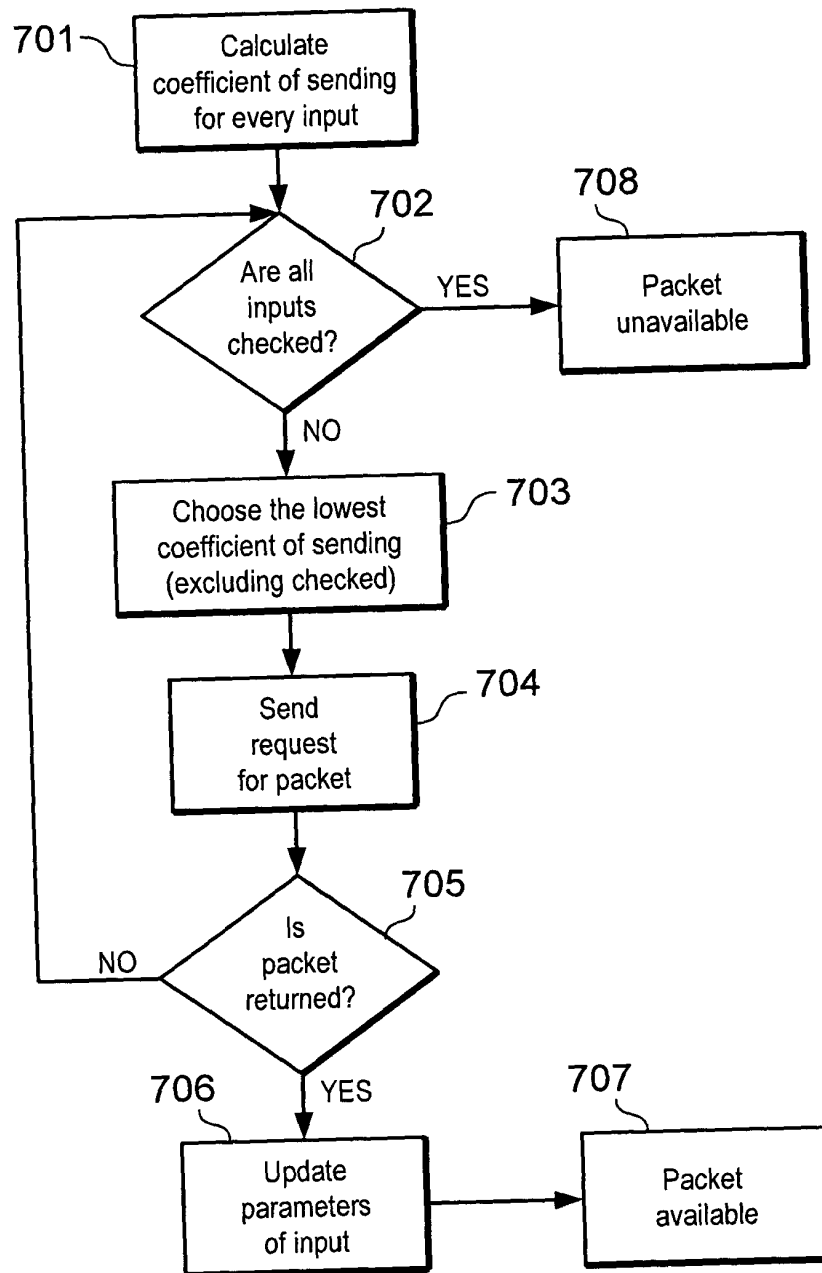 701
Calculate
coefficient of sending
for every input
702
Are all
inputs
checked?
YES
708
Packet
unavailable
NO
703
Choose the lowest
coefficient of sending
(excluding checked)
704
Send
request
for packet
705
Is
packet
returned?
NO
YES
706
Update
parameters
of input
707
Packet
available